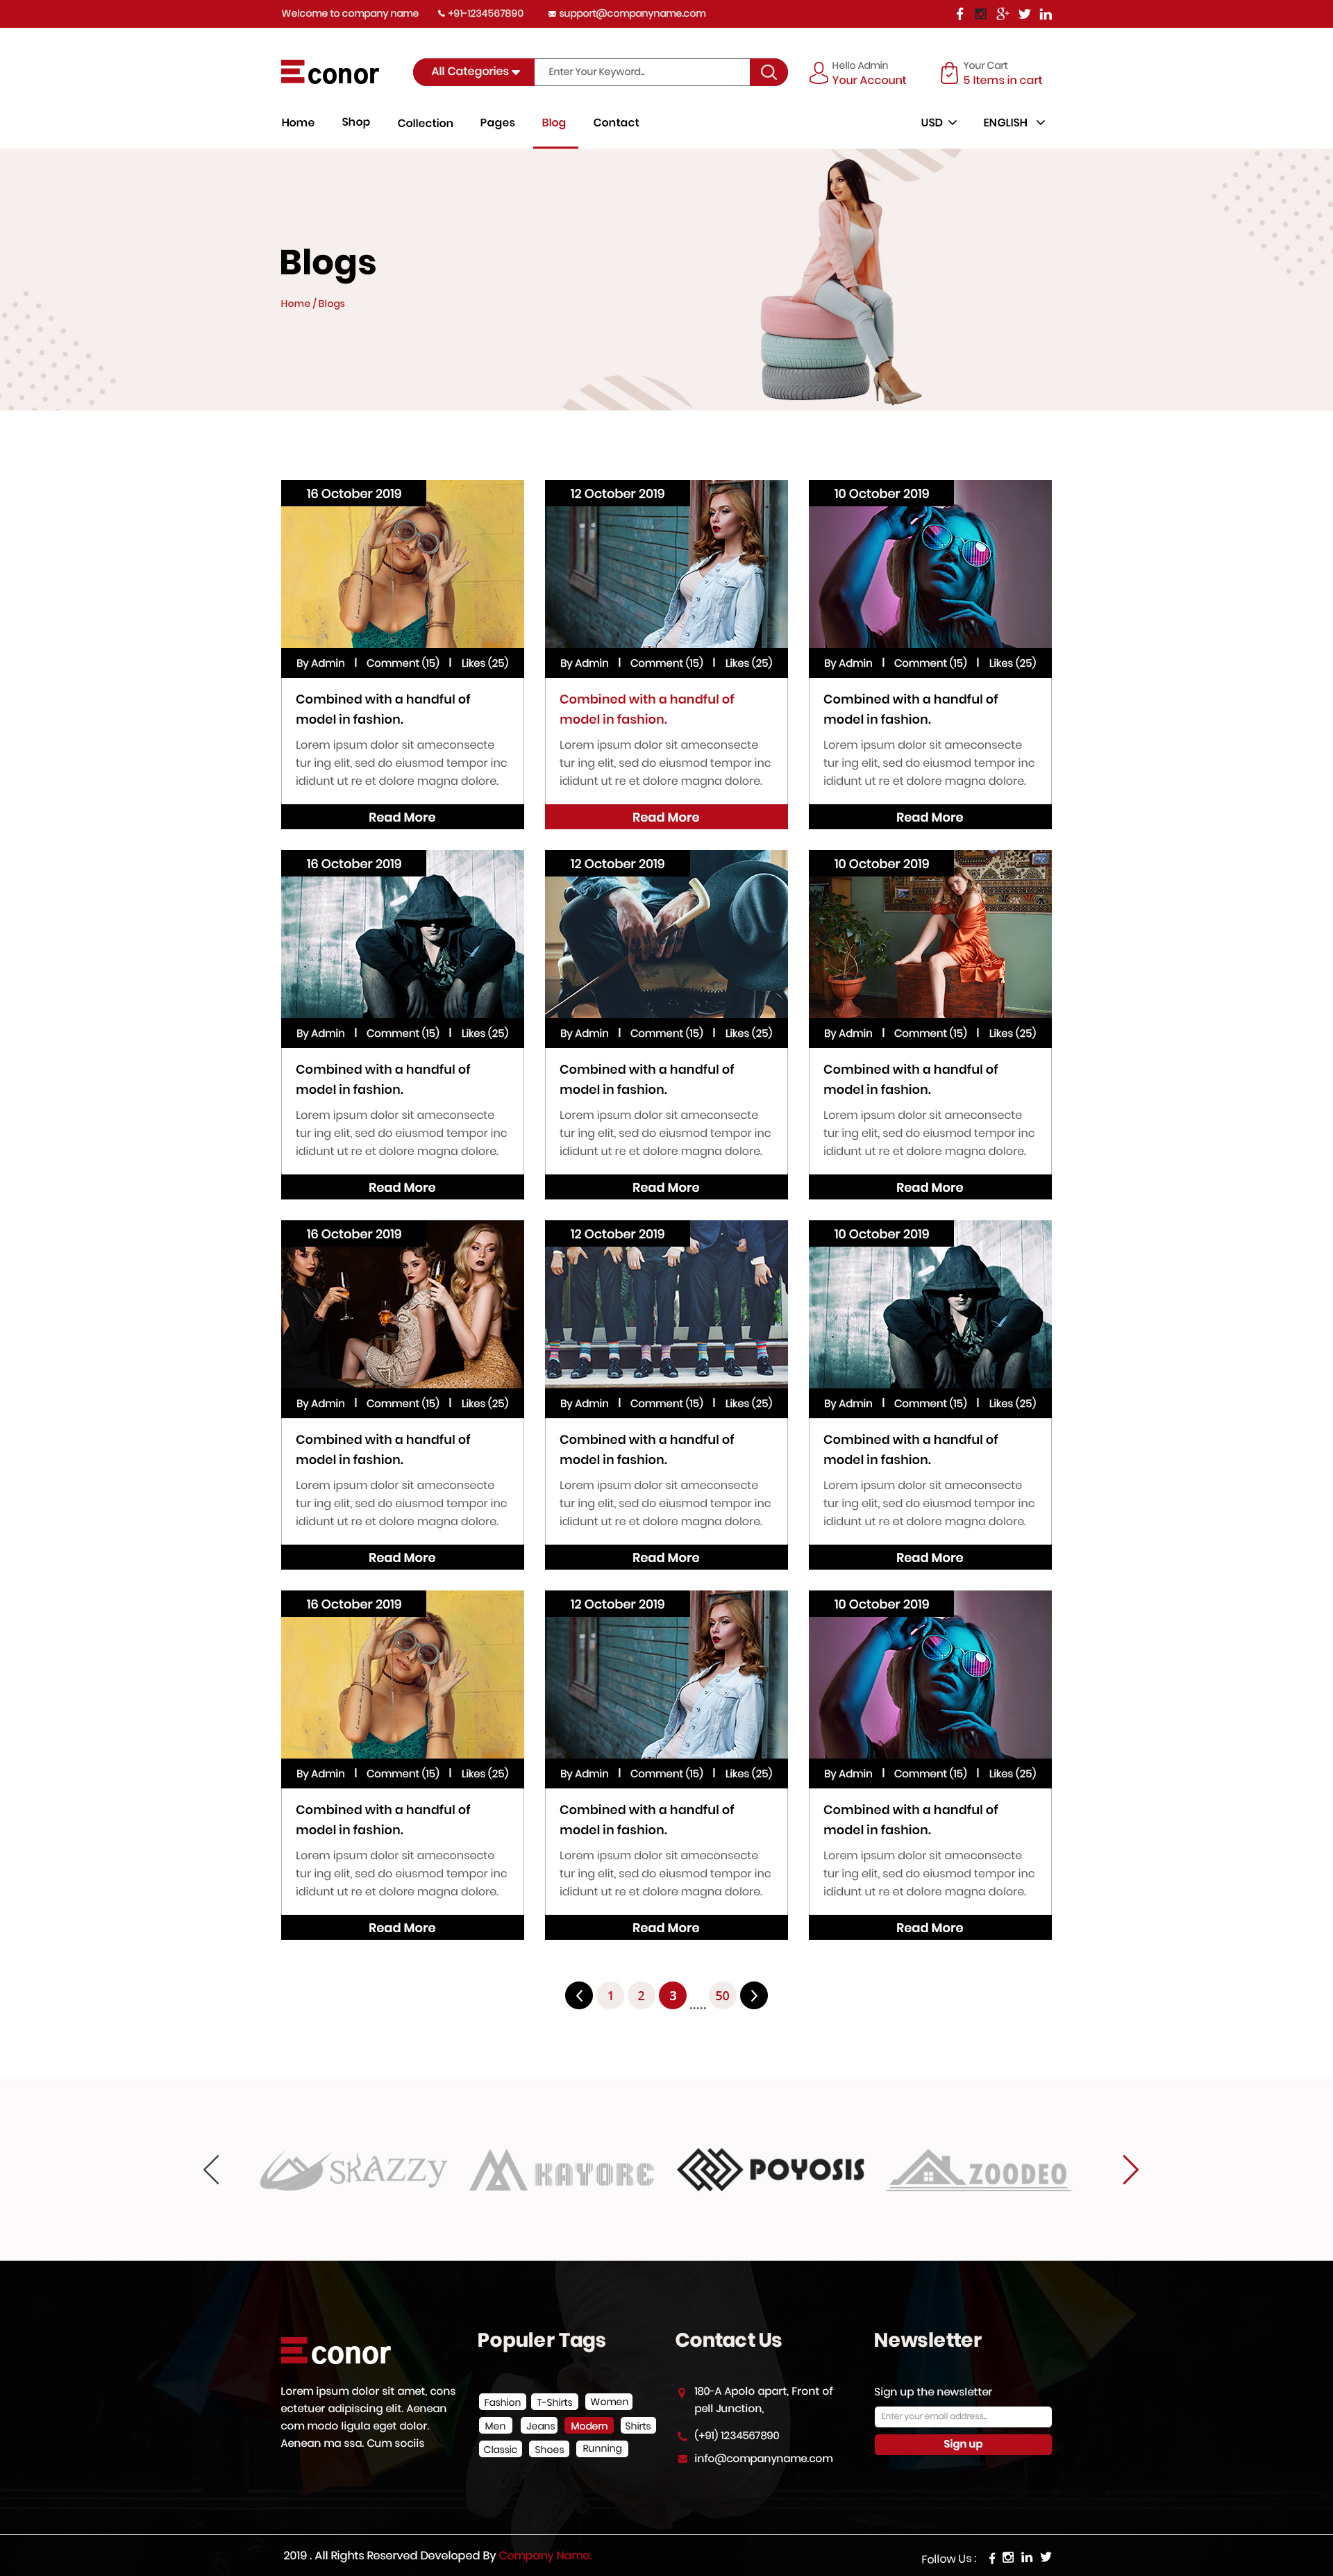 Welcome to company name +91-1234567890 support@companyname.com
Econor
All Categories Enter Your Keyword...
Hello Admin
Your Account
Your Cart
5 Items in cart
Home Shop Collection Pages Blog Contact USD ENGLISH
Blogs
Home / Blogs
16 October 2019
By Admin | Comment (15) | Likes (25)
Combined with a handful of
model in fashion.
Lorem ipsum dolor sit ameconsecte
tur ing elit, sed do eiusmod tempor inc
ididunt ut re et dolore magna dolore.
Read More
12 October 2019
By Admin | Comment (15) | Likes (25)
Combined with a handful of
model in fashion.
Lorem ipsum dolor sit ameconsecte
tur ing elit, sed do eiusmod tempor inc
ididunt ut re et dolore magna dolore.
Read More
10 October 2019
By Admin | Comment (15) | Likes (25)
Combined with a handful of
model in fashion.
Lorem ipsum dolor sit ameconsecte
tur ing elit, sed do eiusmod tempor inc
ididunt ut re et dolore magna dolore.
Read More
16 October 2019
By Admin | Comment (15) | Likes (25)
Combined with a handful of
model in fashion.
Lorem ipsum dolor sit ameconsecte
tur ing elit, sed do eiusmod tempor inc
ididunt ut re et dolore magna dolore.
Read More
12 October 2019
By Admin | Comment (15) | Likes (25)
Combined with a handful of
model in fashion.
Lorem ipsum dolor sit ameconsecte
tur ing elit, sed do eiusmod tempor inc
ididunt ut re et dolore magna dolore.
Read More
10 October 2019
By Admin | Comment (15) | Likes (25)
Combined with a handful of
model in fashion.
Lorem ipsum dolor sit ameconsecte
tur ing elit, sed do eiusmod tempor inc
ididunt ut re et dolore magna dolore.
Read More
16 October 2019
By Admin | Comment (15) | Likes (25)
Combined with a handful of
model in fashion.
Lorem ipsum dolor sit ameconsecte
tur ing elit, sed do eiusmod tempor inc
ididunt ut re et dolore magna dolore.
Read More
12 October 2019
By Admin | Comment (15) | Likes (25)
Combined with a handful of
model in fashion.
Lorem ipsum dolor sit ameconsecte
tur ing elit, sed do eiusmod tempor inc
ididunt ut re et dolore magna dolore.
Read More
10 October 2019
By Admin | Comment (15) | Likes (25)
Combined with a handful of
model in fashion.
Lorem ipsum dolor sit ameconsecte
tur ing elit, sed do eiusmod tempor inc
ididunt ut re et dolore magna dolore.
Read More
16 October 2019
By Admin | Comment (15) | Likes (25)
Combined with a handful of
model in fashion.
Lorem ipsum dolor sit ameconsecte
tur ing elit, sed do eiusmod tempor inc
ididunt ut re et dolore magna dolore.
Read More
12 October 2019
By Admin | Comment (15) | Likes (25)
Combined with a handful of
model in fashion.
Lorem ipsum dolor sit ameconsecte
tur ing elit, sed do eiusmod tempor inc
ididunt ut re et dolore magna dolore.
Read More
10 October 2019
By Admin | Comment (15) | Likes (25)
Combined with a handful of
model in fashion.
Lorem ipsum dolor sit ameconsecte
tur ing elit, sed do eiusmod tempor inc
ididunt ut re et dolore magna dolore.
Read More
1 2 3 ..... 50
SKAZZY KAYORC POYOSIS ZOODEO
Econor
Lorem ipsum dolor sit amet, cons
ectetuer adipiscing elit. Aenean
com modo ligula eget dolor.
Aenean ma ssa. Cum sociis
Populer Tags
Fashion T-Shirts Women
Men Jeans Modern Shirts
Classic Shoes Running
Contact Us
180-A Apolo apart, Front of
pell Junction,
(+91) 1234567890
info@companyname.com
Newsletter
Sign up the newsletter
Enter your email address...
Sign up
2019 . All Rights Reserved Developed By Company Name.
Follow Us :